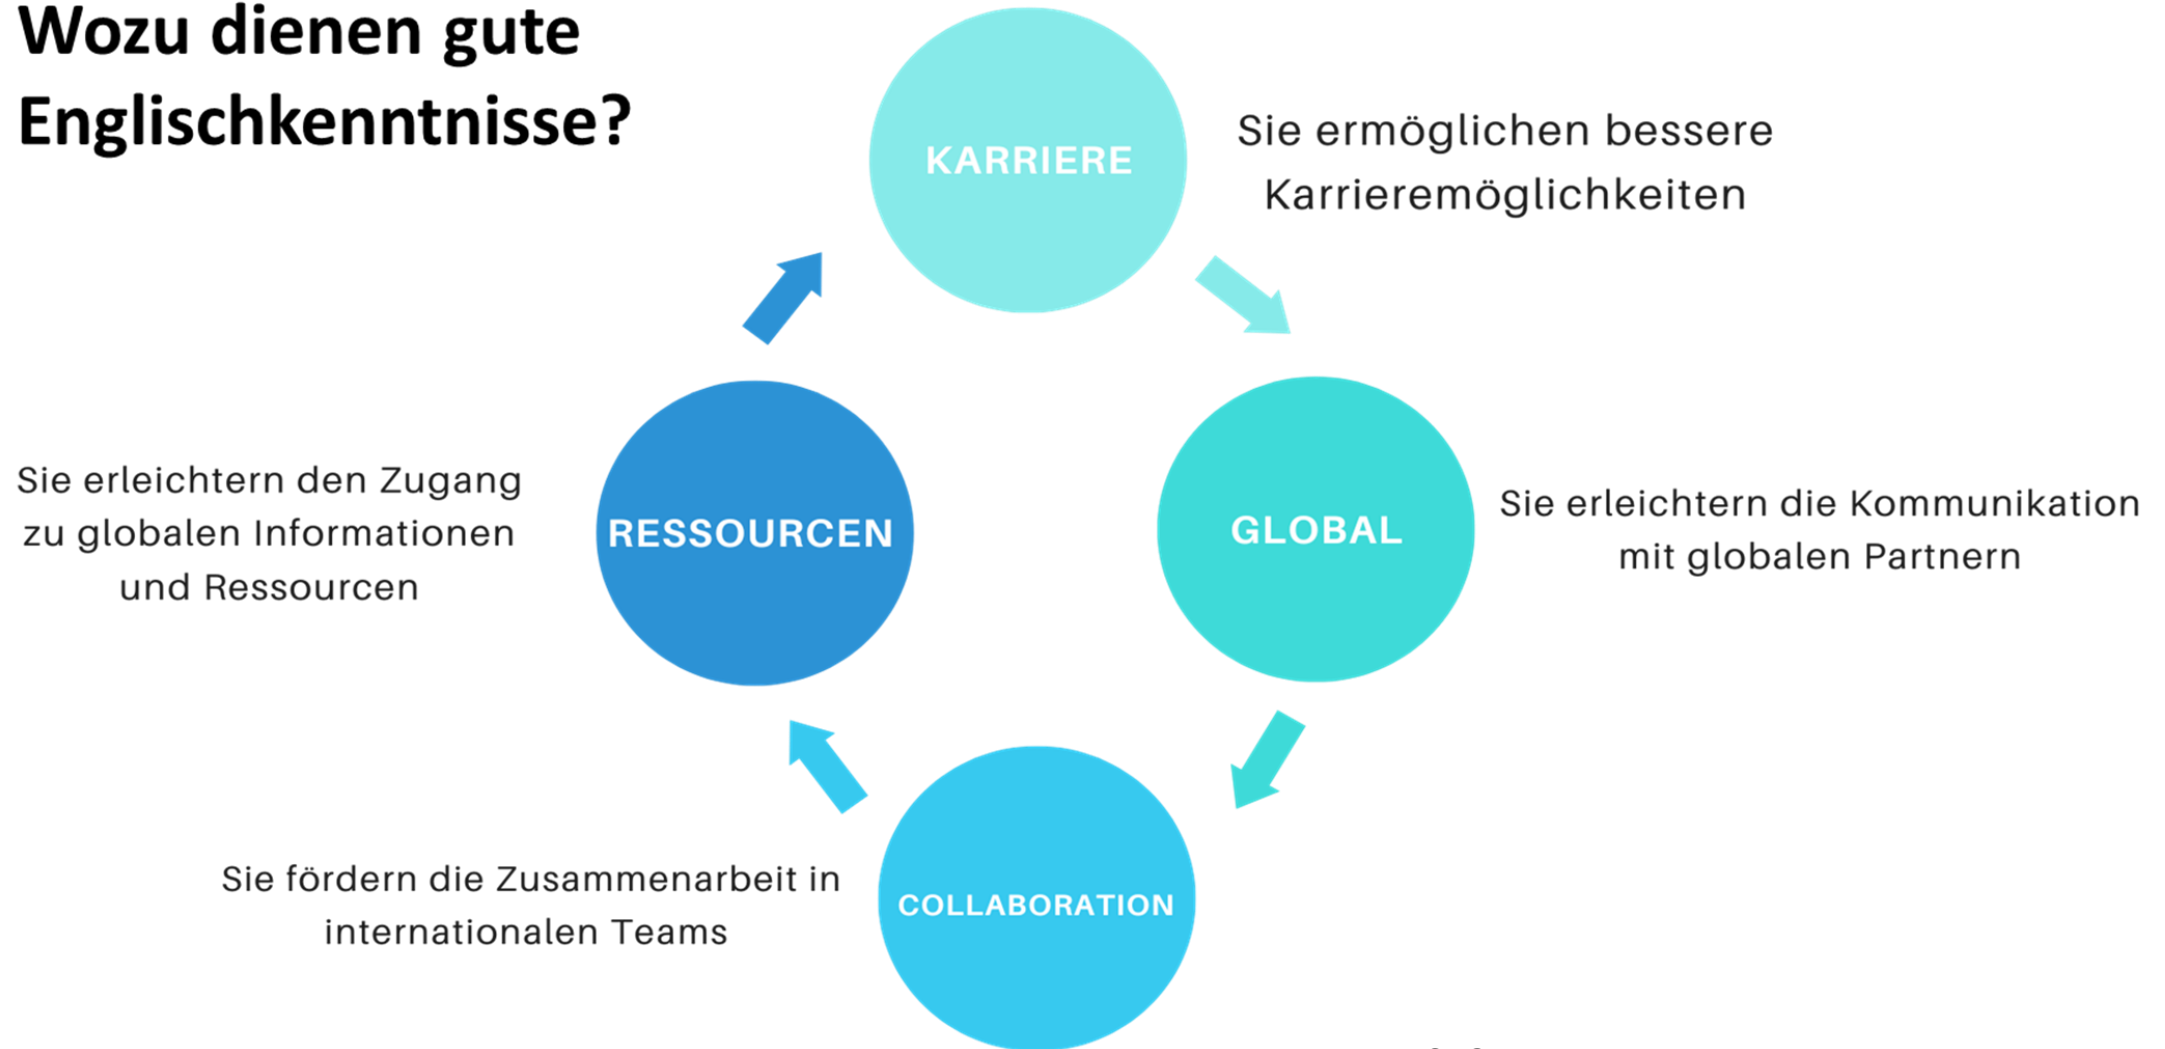 Wozu dienen gute
Englischkenntnisse?
KARRIERE
Sie ermöglichen bessere
Karrieremöglichkeiten
GLOBAL
Sie erleichtern die Kommunikation
mit globalen Partnern
COLLABORATION
Sie fördern die Zusammenarbeit in
internationalen Teams
RESSOURCEN
Sie erleichtern den Zugang
zu globalen Informationen
und Ressourcen